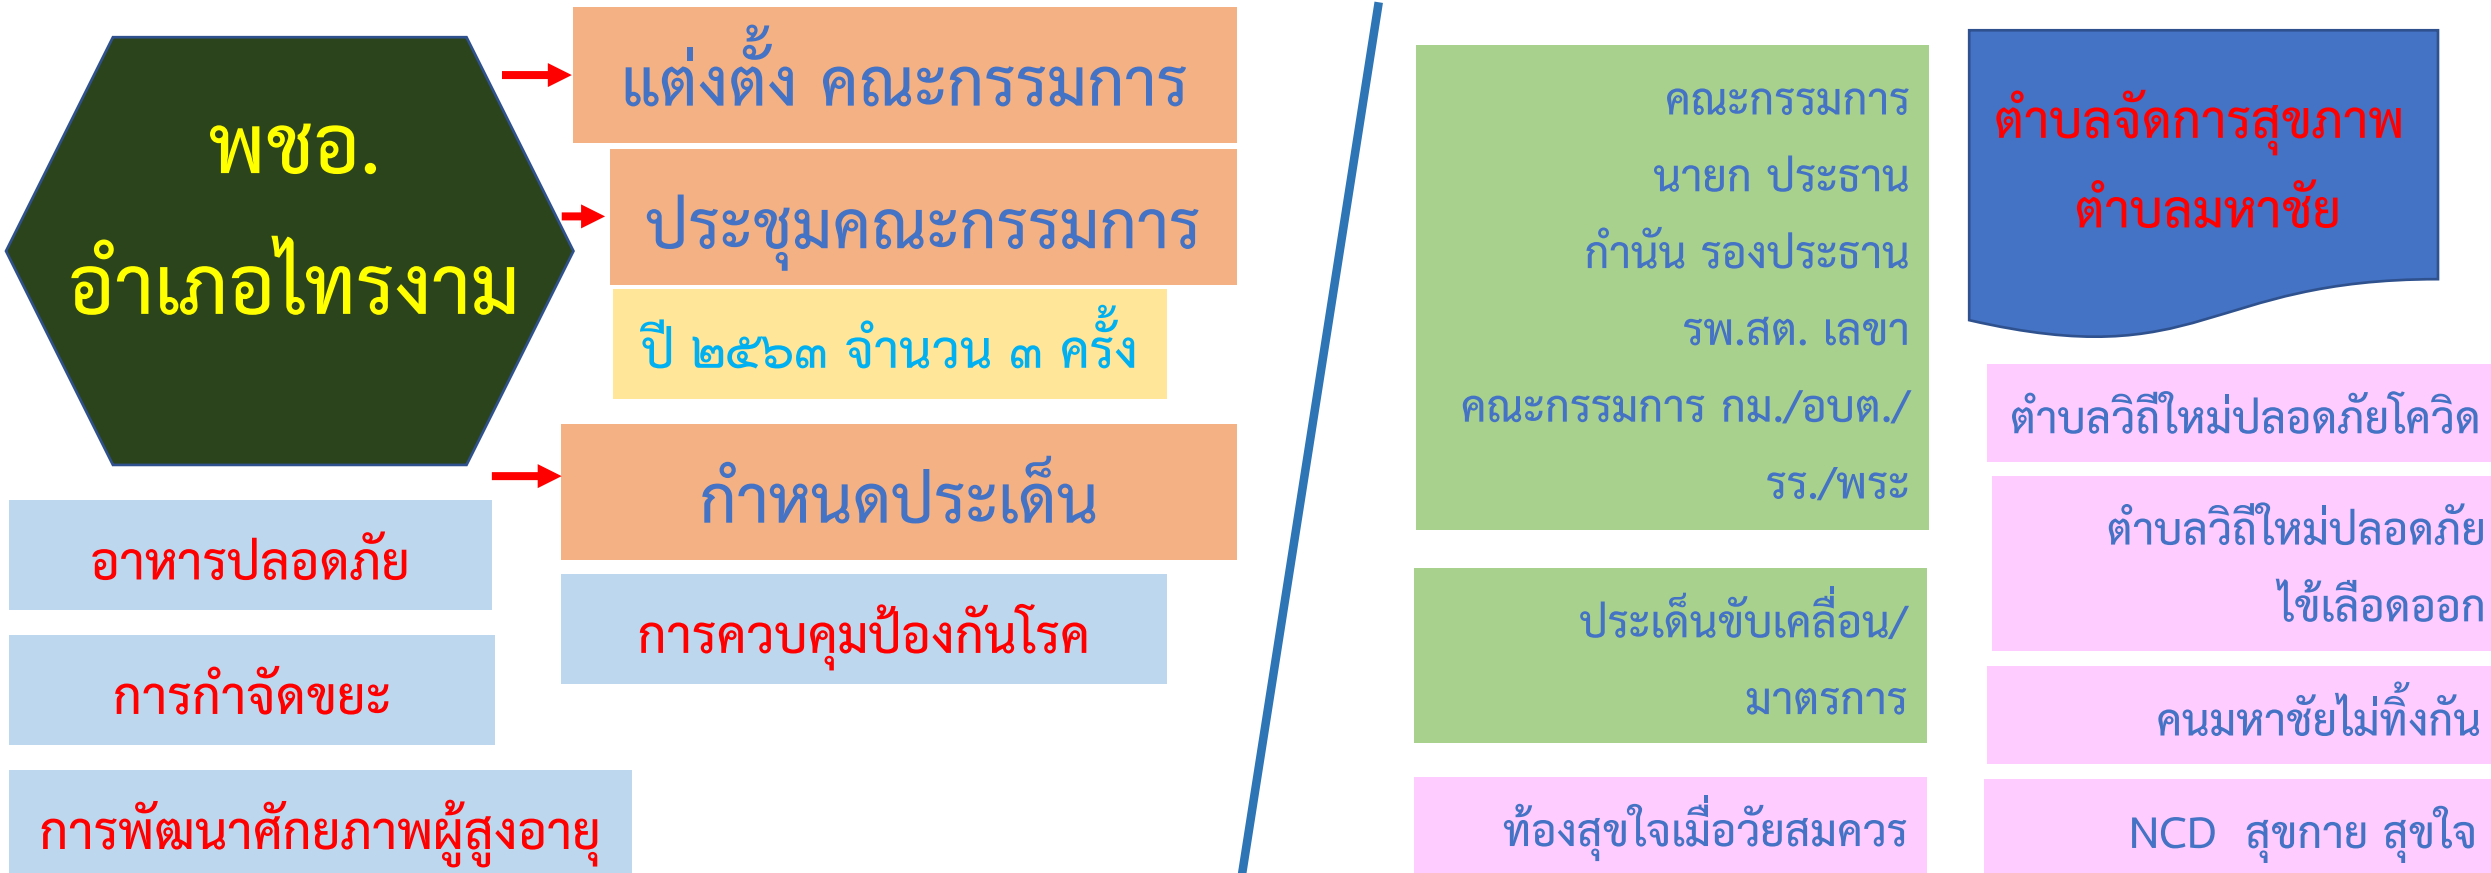 พชอ.
อำเภอไทรงาม
แต่งตั้ง คณะกรรมการ
ประชุมคณะกรรมการ
ปี ๒๕๖๓ จำนวน ๓ ครั้ง
กำหนดประเด็น
อาหารปลอดภัย
การควบคุมป้องกันโรค
การกำจัดขยะ
การพัฒนาศักยภาพผู้สูงอายุ
คณะกรรมการ
นายก ประธาน
กำนัน รองประธาน
รพ.สต. เลขา
คณะกรรมการ กม./อบต./
รร./พระ
ประเด็นขับเคลื่อน/
มาตรการ
ท้องสุขใจเมื่อวัยสมควร
ตำบลจัดการสุขภาพ
ตำบลมหาชัย
ตำบลวิถีใหม่ปลอดภัยโควิด
ตำบลวิถีใหม่ปลอดภัย
ไข้เลือดออก
คนมหาชัยไม่ทิ้งกัน
NCD สุขกาย สุขใจ